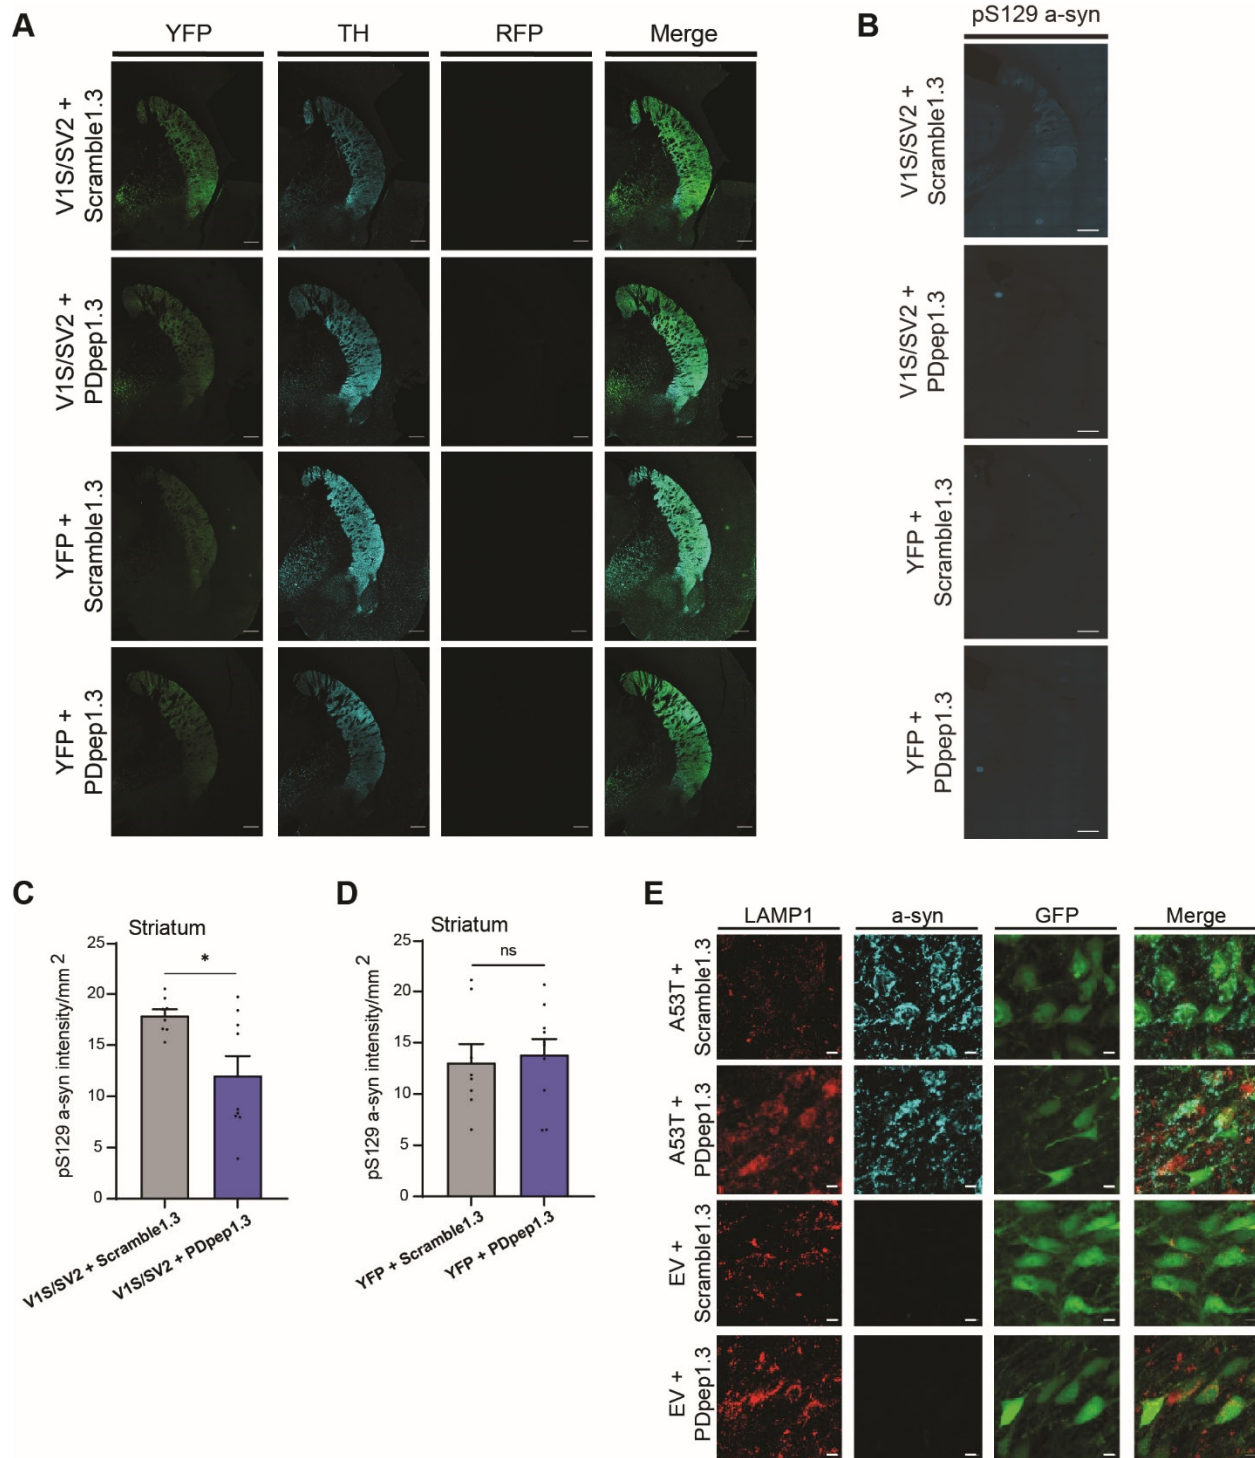 A
YFP
TH
RFP
Merge
V1S/SV2 +
Scramble1.3
V1S/SV2 +
PDpep1.3
YFP +
Scramble1.3
YFP +
PDpep1.3
B
pS129 a-syn
V1S/SV2 +
Scramble1.3
V1S/SV2 +
PDpep1.3
YFP +
Scramble1.3
YFP +
PDpep1.3
C
Striatum
pS129 a-syn intensity/mm 2
25
20
15
10
5
0
*
V1S/SV2 + Scramble1.3
V1S/SV2 + PDpep1.3
D
Striatum
pS129 a-syn intensity/mm 2
25
20
15
10
5
0
ns
YFP + Scramble1.3
YFP + PDpep1.3
E
LAMP1
a-syn
GFP
Merge
A53T +
Scramble1.3
A53T +
PDpep1.3
EV +
Scramble1.3
EV +
PDpep1.3